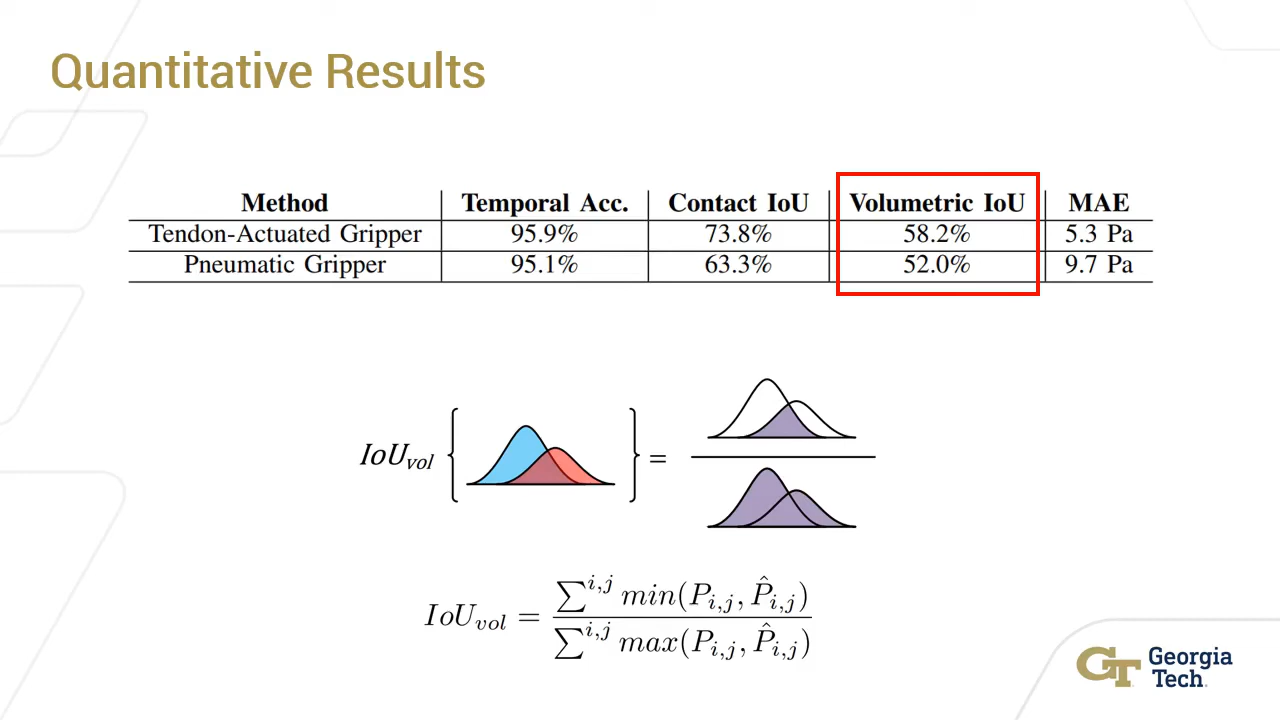 Quantitative Results
Method Temporal Acc. Contact IoU Volumetric IoU MAE
Tendon-Actuated Gripper 95.9% 73.8% 58.2% 5.3 Pa
Pneumatic Gripper 95.1% 63.3% 52.0% 9.7 Pa
IoU_vol { } =
IoU_vol = \frac{\sum^{i,j} min(P_{i,j}, \hat{P}_{i,j})}{\sum^{i,j} max(P_{i,j}, \hat{P}_{i,j})}
GT Georgia
Tech.